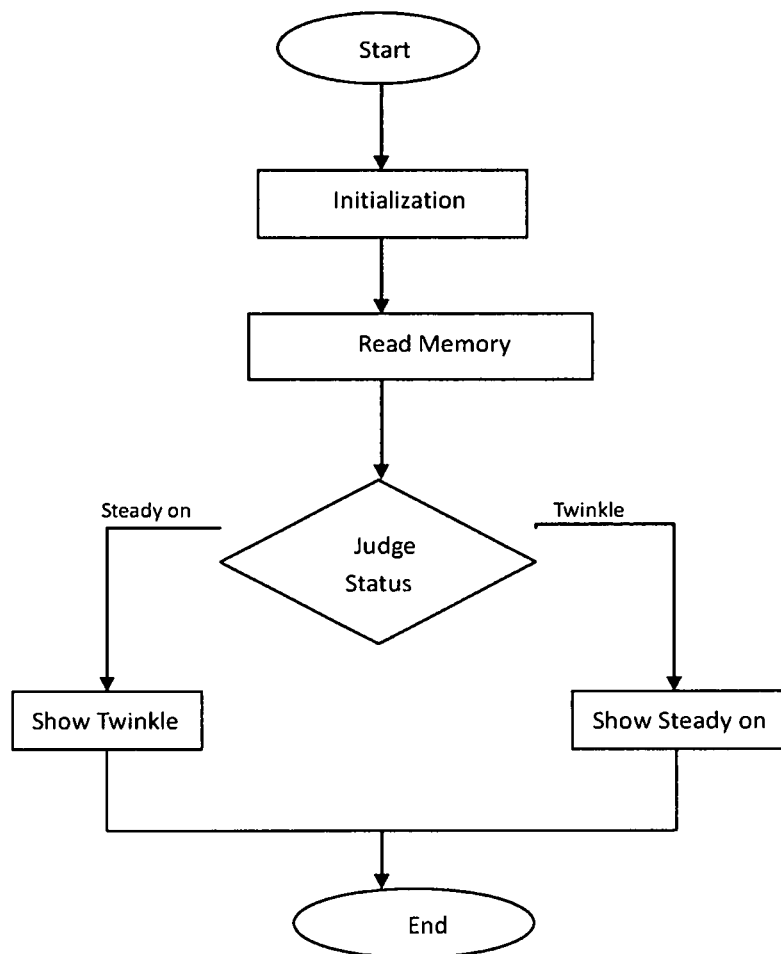 Start
Initialization
Read Memory
Steady on
Twinkle
Judge
Status
Show Twinkle
Show Steady on
End